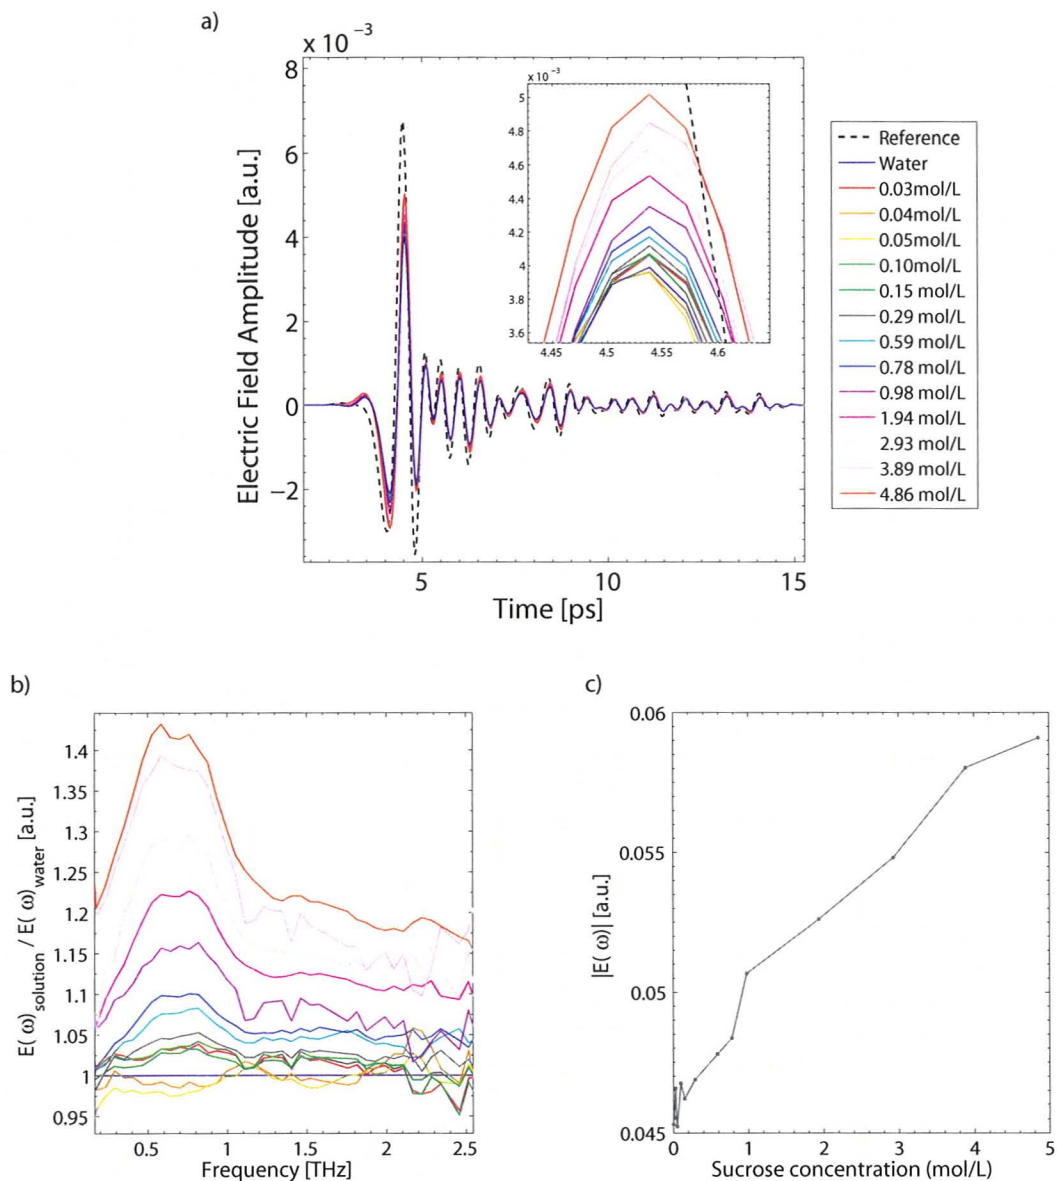 a)
x 10 −3
8
6
4
2
0
−2
Electric Field Amplitude [a.u.]
5
10
15
Time [ps]
x 10 −3
5
4.8
4.6
4.4
4.2
4
3.8
3.6
4.45
4.5
4.55
4.6
Reference
Water
0.03mol/L
0.04mol/L
0.05mol/L
0.10mol/L
0.15 mol/L
0.29 mol/L
0.59 mol/L
0.78 mol/L
0.98 mol/L
1.94 mol/L
2.93 mol/L
3.89 mol/L
4.86 mol/L
b)
1.4
1.35
1.3
1.25
1.2
1.15
1.1
1.05
1
0.95
E(ω)solution / E(ω)water [a.u.]
0.5
1
1.5
2
2.5
Frequency [THz]
c)
0.06
0.055
0.05
0.045
|E(ω)| [a.u.]
0
1
2
3
4
5
Sucrose concentration (mol/L)